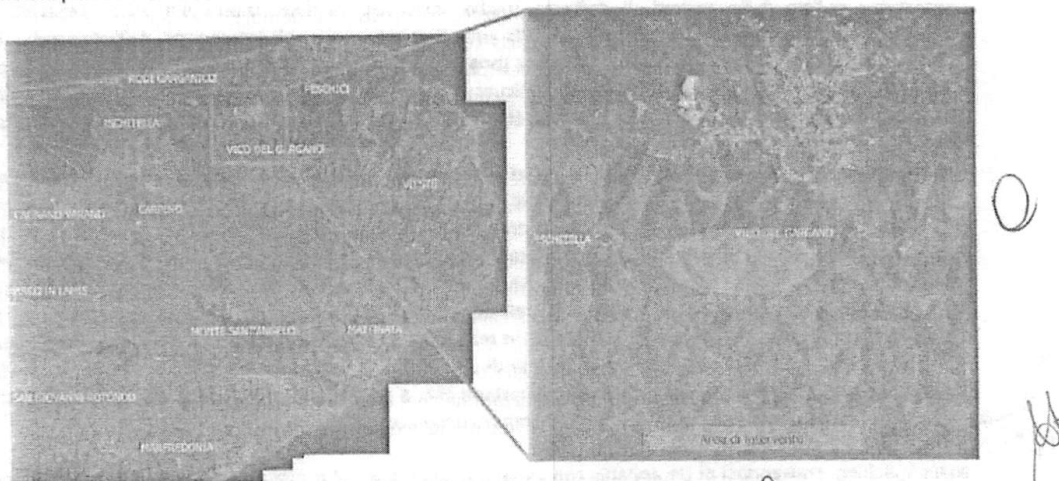 RODI GARGANICO
PESCHICI
ISCHITELLA
VICO DEL GARGANO
VIESTE
CAGNANO VARANO
CARPINO
MONTE SANT'ANGELO
MATTINATA
SAN GIOVANNI ROTONDO
MANFREDONIA
ISCHITELLA
VICO DEL GARGANO
Area di Intervento